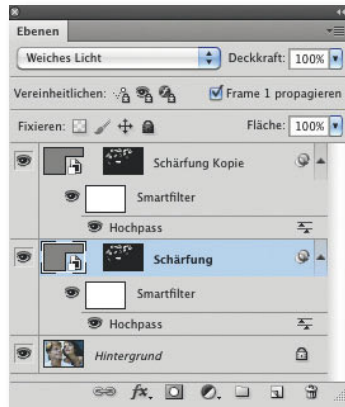 Ebenen
Weiches Licht Deckkraft: 100%
Vereinheitlichen: Frame 1 propagieren
Fixieren: Fläche: 100%
Schärfung Kopie
Smartfilter
Hochpass
Schärfung
Smartfilter
Hochpass
Hintergrund
fx.